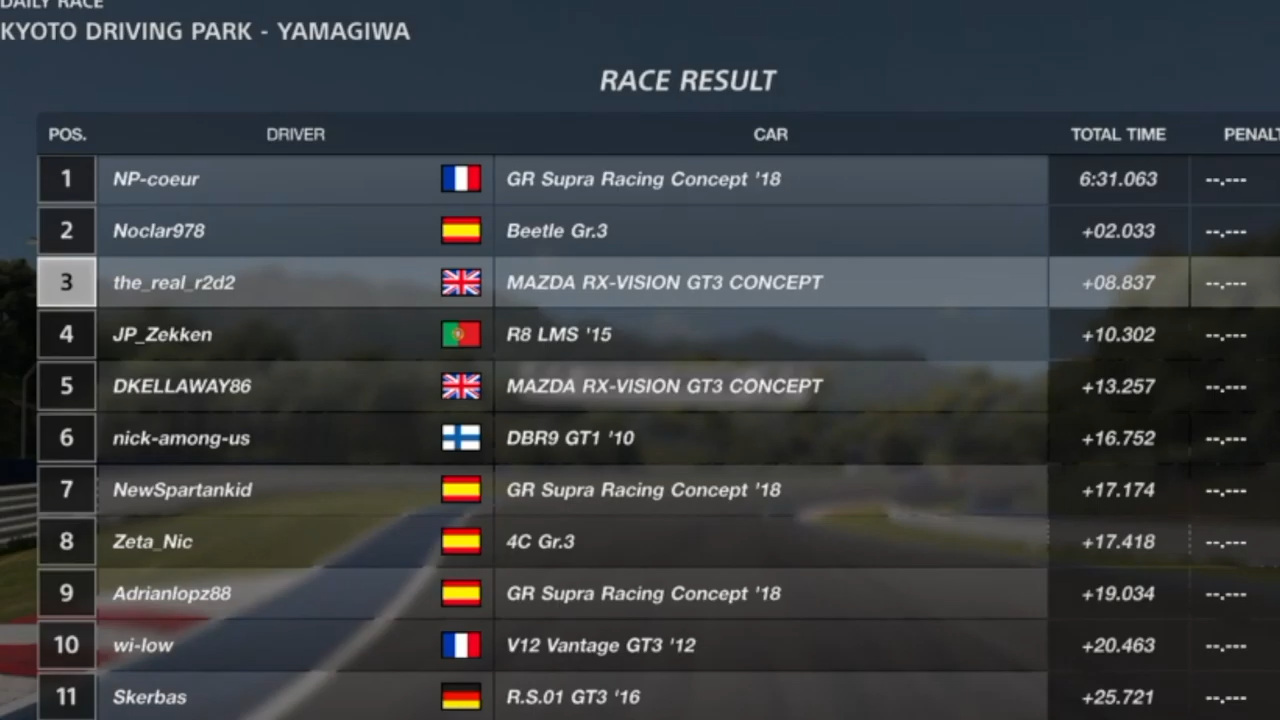 DAILY RACE
KYOTO DRIVING PARK - YAMAGIWA
RACE RESULT
POS. DRIVER CAR TOTAL TIME PENALT
1 NP-coeur GR Supra Racing Concept '18 6:31.063 --.---
2 Noclar978 Beetle Gr.3 +02.033 --.---
3 the_real_r2d2 MAZDA RX-VISION GT3 CONCEPT +08.837 --.---
4 JP_Zekken R8 LMS '15 +10.302 --.---
5 DKELLAWAY86 MAZDA RX-VISION GT3 CONCEPT +13.257 --.---
6 nick-among-us DBR9 GT1 '10 +16.752 --.---
7 NewSpartankid GR Supra Racing Concept '18 +17.174 --.---
8 Zeta_Nic 4C Gr.3 +17.418 --.---
9 Adrianlopz88 GR Supra Racing Concept '18 +19.034 --.---
10 wi-low V12 Vantage GT3 '12 +20.463 --.---
11 Skerbas R.S.01 GT3 '16 +25.721 --.---